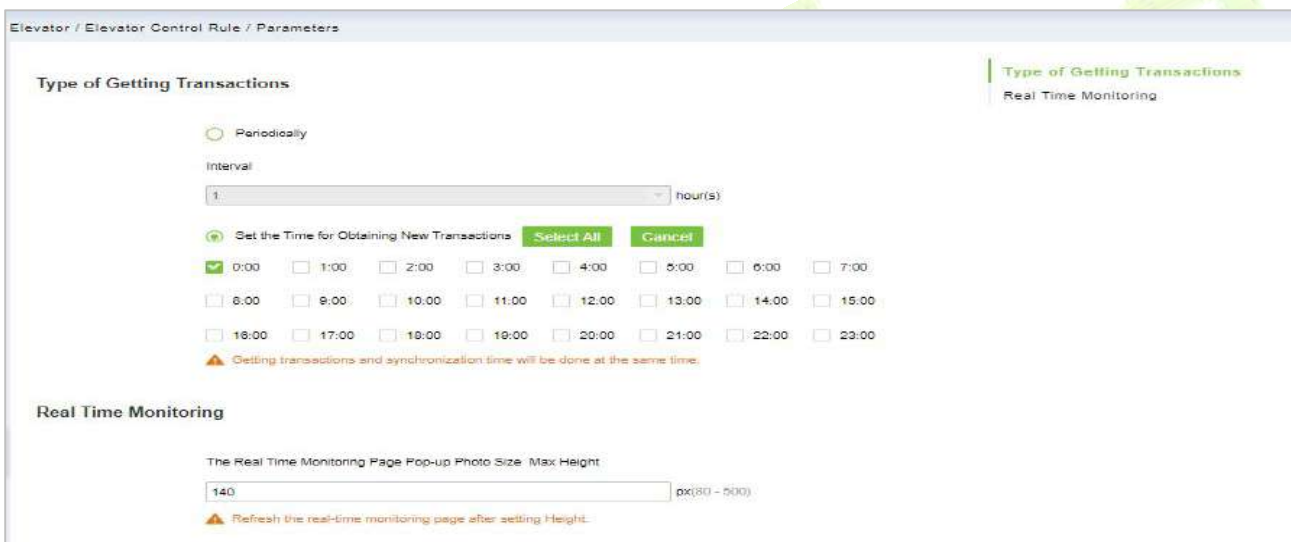 Elevator / Elevator Control Rule / Parameters
Type of Getting Transactions
Type of Getting Transactions
Real Time Monitoring
Periodically
Interval
1 hour(s)
Set the Time for Obtaining New Transactions Select All Cancel
0:00 1:00 2:00 3:00 4:00 5:00 6:00 7:00
8:00 9:00 10:00 11:00 12:00 13:00 14:00 15:00
16:00 17:00 18:00 19:00 20:00 21:00 22:00 23:00
Getting transactions and synchronization time will be done at the same time.
Real Time Monitoring
The Real Time Monitoring Page Pop-up Photo Size Max Height
140 px(80 - 500)
Refresh the real-time monitoring page after setting Height.